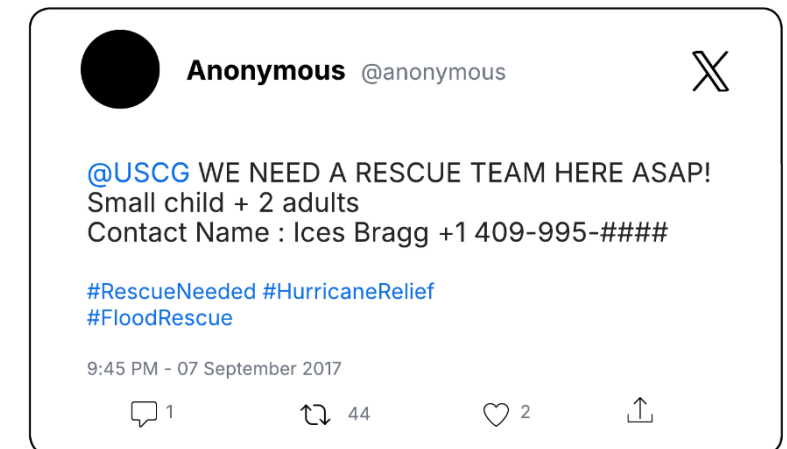 Anonymous @anonymous
@USCG WE NEED A RESCUE TEAM HERE ASAP!
Small child + 2 adults
Contact Name : Ices Bragg +1 409-995-####
#RescueNeeded #HurricaneRelief
#FloodRescue
9:45 PM - 07 September 2017
1 44 2